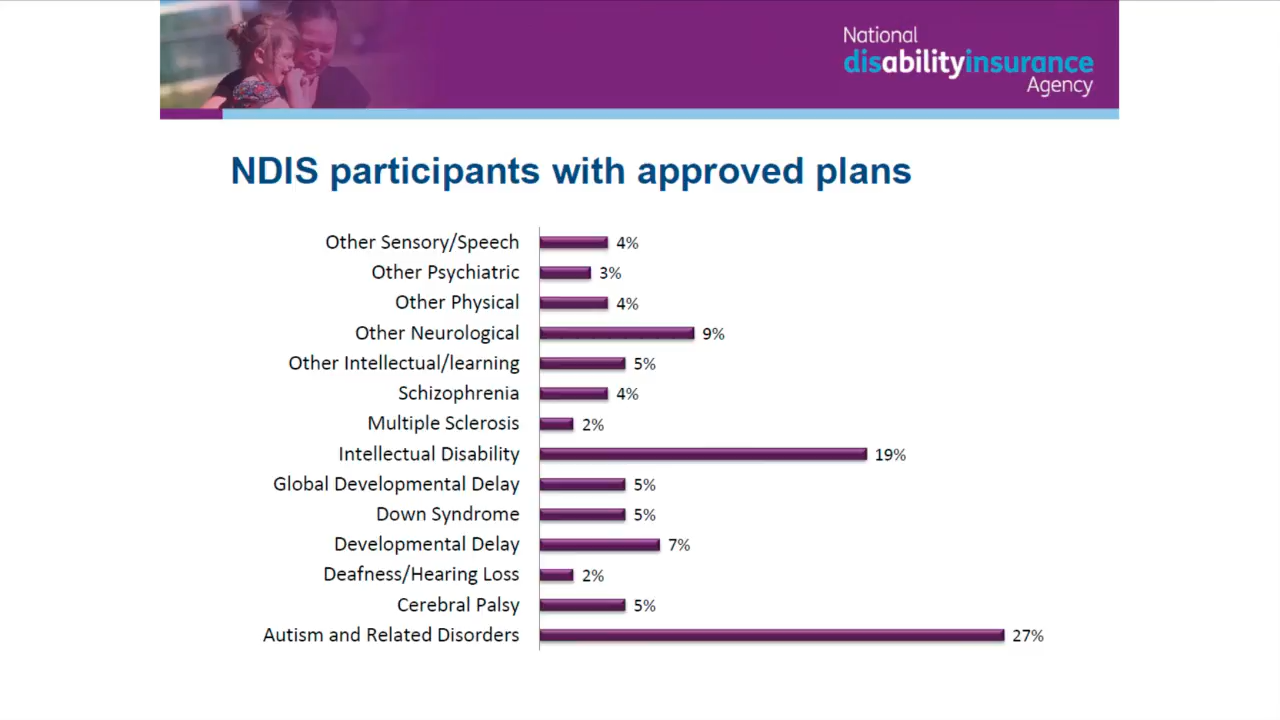 National
disabilityinsurance
Agency
NDIS participants with approved plans
Other Sensory/Speech 4%
Other Psychiatric 3%
Other Physical 4%
Other Neurological 9%
Other Intellectual/learning 5%
Schizophrenia 4%
Multiple Sclerosis 2%
Intellectual Disability 19%
Global Developmental Delay 5%
Down Syndrome 5%
Developmental Delay 7%
Deafness/Hearing Loss 2%
Cerebral Palsy 5%
Autism and Related Disorders 27%